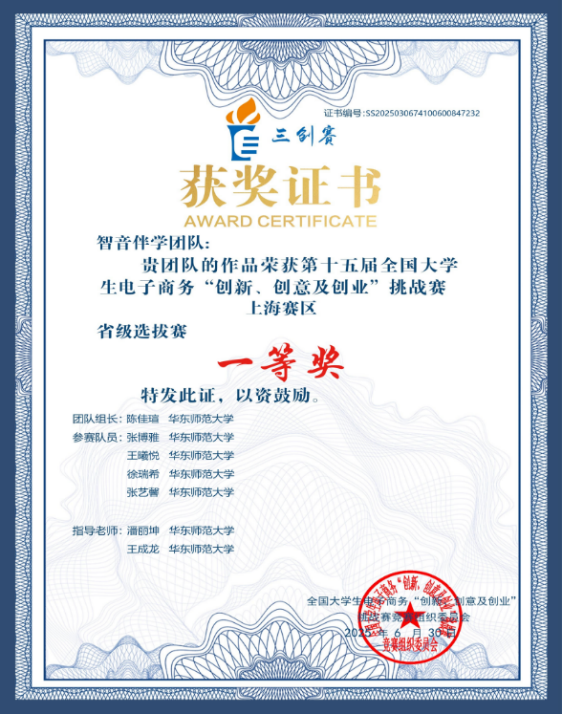 证书编号:SS2025030674100600847232
三创赛
获奖证书
AWARD CERTIFICATE
智音伴学团队:
贵团队的作品荣获第十五届全国大学
生电子商务“创新、创意及创业”挑战赛
上海赛区
省级选拔赛
一等奖
特发此证，以资鼓励。
团队组长: 陈佳瑄 华东师范大学
参赛队员: 张博雅 华东师范大学
王曦悦 华东师范大学
徐瑞希 华东师范大学
张艺馨 华东师范大学
指导老师: 潘丽坤 华东师范大学
王成龙 华东师范大学
全国大学生电子商务“创新、创意及创业”
挑战赛竞赛组织委员会
2025 年 6 月 30 日
竞赛组织委员会